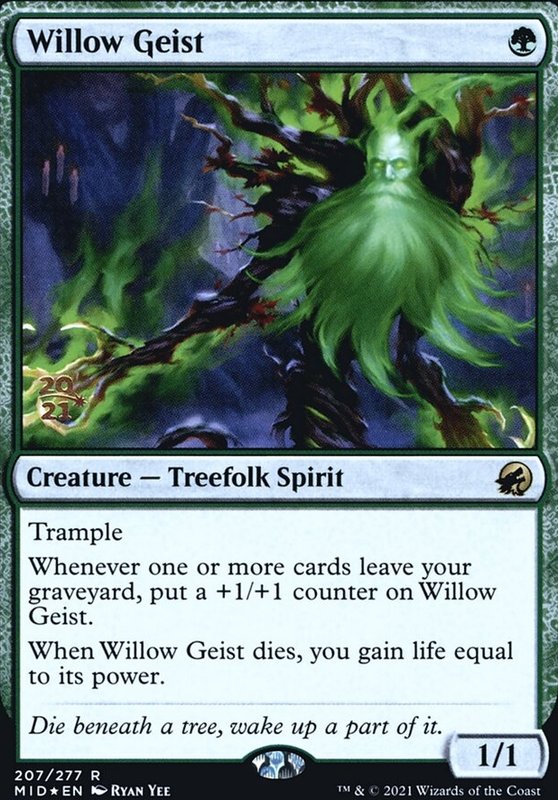 Willow Geist
20
21
Creature — Treefolk Spirit
Trample
Whenever one or more cards leave your
graveyard, put a +1/+1 counter on Willow
Geist.
When Willow Geist dies, you gain life equal
to its power.
Die beneath a tree, wake up a part of it.
1/1
207/277 R
MID★EN Ryan Yee
™ & © 2021 Wizards of the Coast